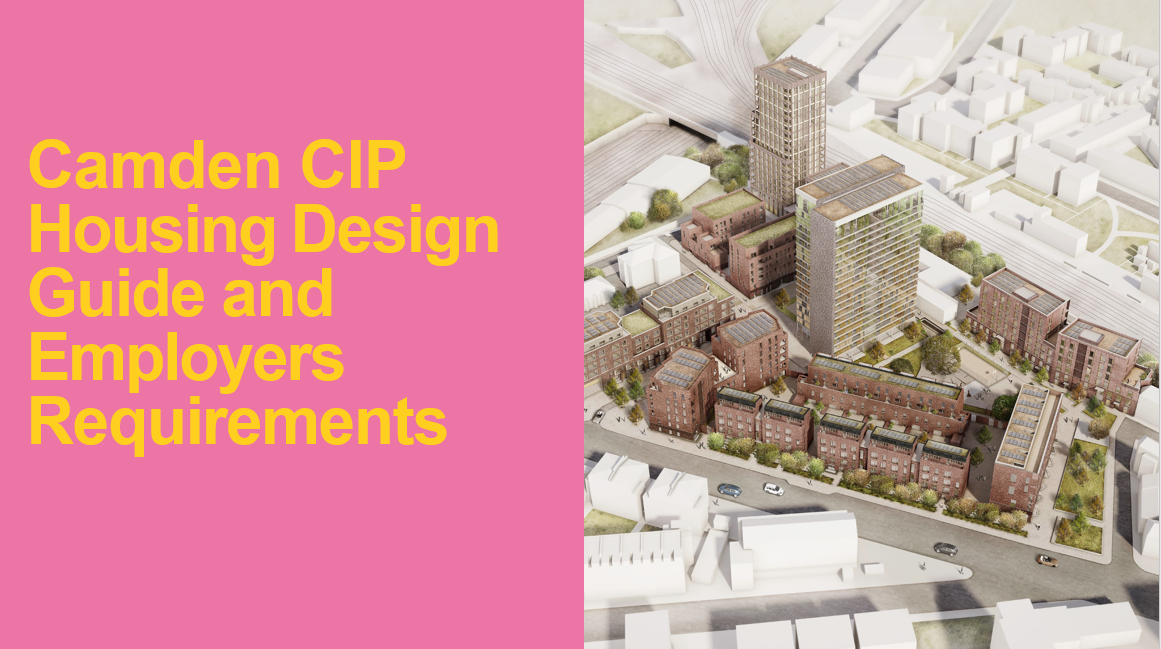 Camden CIP
Housing Design
Guide and
Employers
Requirements